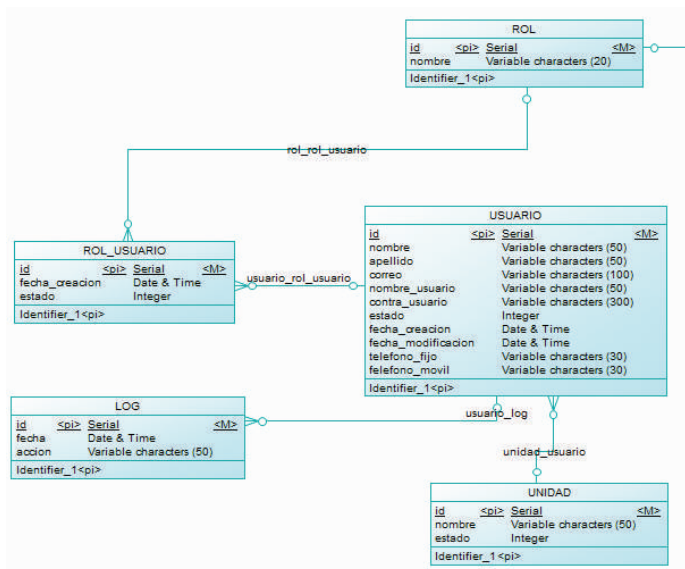 ROL
id <pi> Serial <M>
nombre Variable characters (20)
Identifier_1<pi>
rol_rol_usuario
USUARIO
id <pi> Serial <M>
nombre Variable characters (50)
apellido Variable characters (50)
correo Variable characters (100)
nombre_usuario Variable characters (50)
contra_usuario Variable characters (300)
estado Integer
fecha_creacion Date & Time
fecha_modificacion Date & Time
telefono_fijo Variable characters (30)
felefono_movil Variable characters (30)
Identifier_1<pi>
ROL_USUARIO
id <pi> Serial <M>
fecha_creacion Date & Time
estado Integer
Identifier_1<pi>
usuario_rol_usuario
LOG
id <pi> Serial <M>
fecha Date & Time
accion Variable characters (50)
Identifier_1<pi>
usuario_log
unidad_usuario
UNIDAD
id <pi> Serial <M>
nombre Variable characters (50)
estado Integer
Identifier_1<pi>